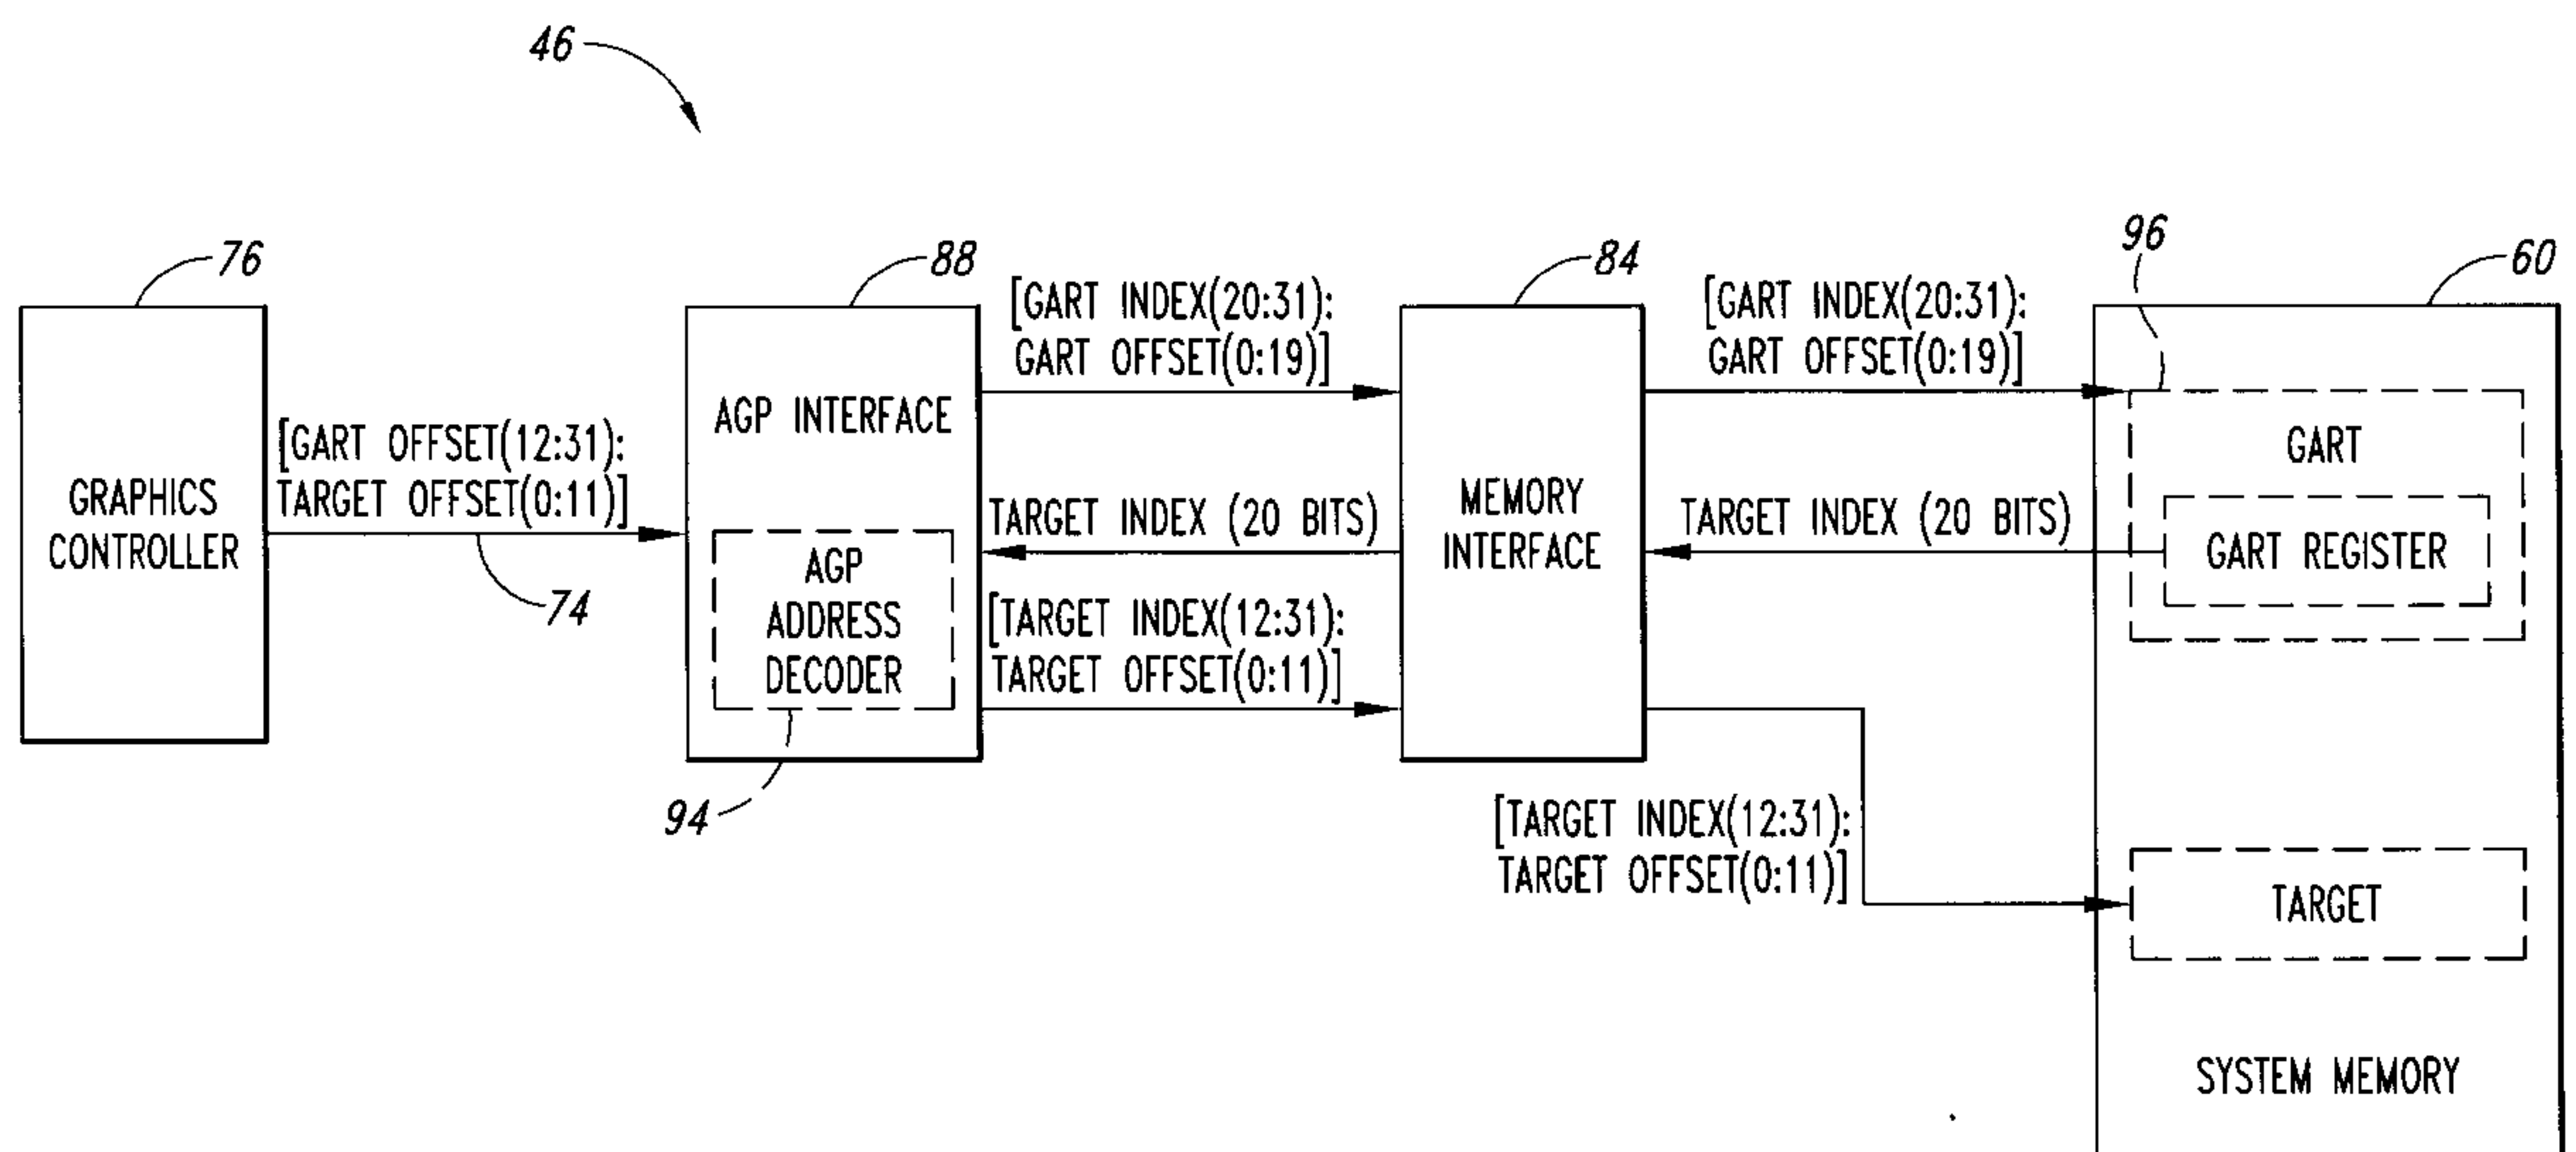 46
76
88
84
96
60
[GART INDEX(20:31):
GART OFFSET(0:19)]
[GART INDEX(20:31):
GART OFFSET(0:19)]
GRAPHICS
CONTROLLER
[GART OFFSET(12:31):
TARGET OFFSET(0:11)]
74
AGP INTERFACE
AGP
ADDRESS
DECODER
94
TARGET INDEX (20 BITS)
[TARGET INDEX(12:31):
TARGET OFFSET(0:11)]
MEMORY
INTERFACE
TARGET INDEX (20 BITS)
GART
GART REGISTER
[TARGET INDEX(12:31):
TARGET OFFSET(0:11)]
TARGET
SYSTEM MEMORY